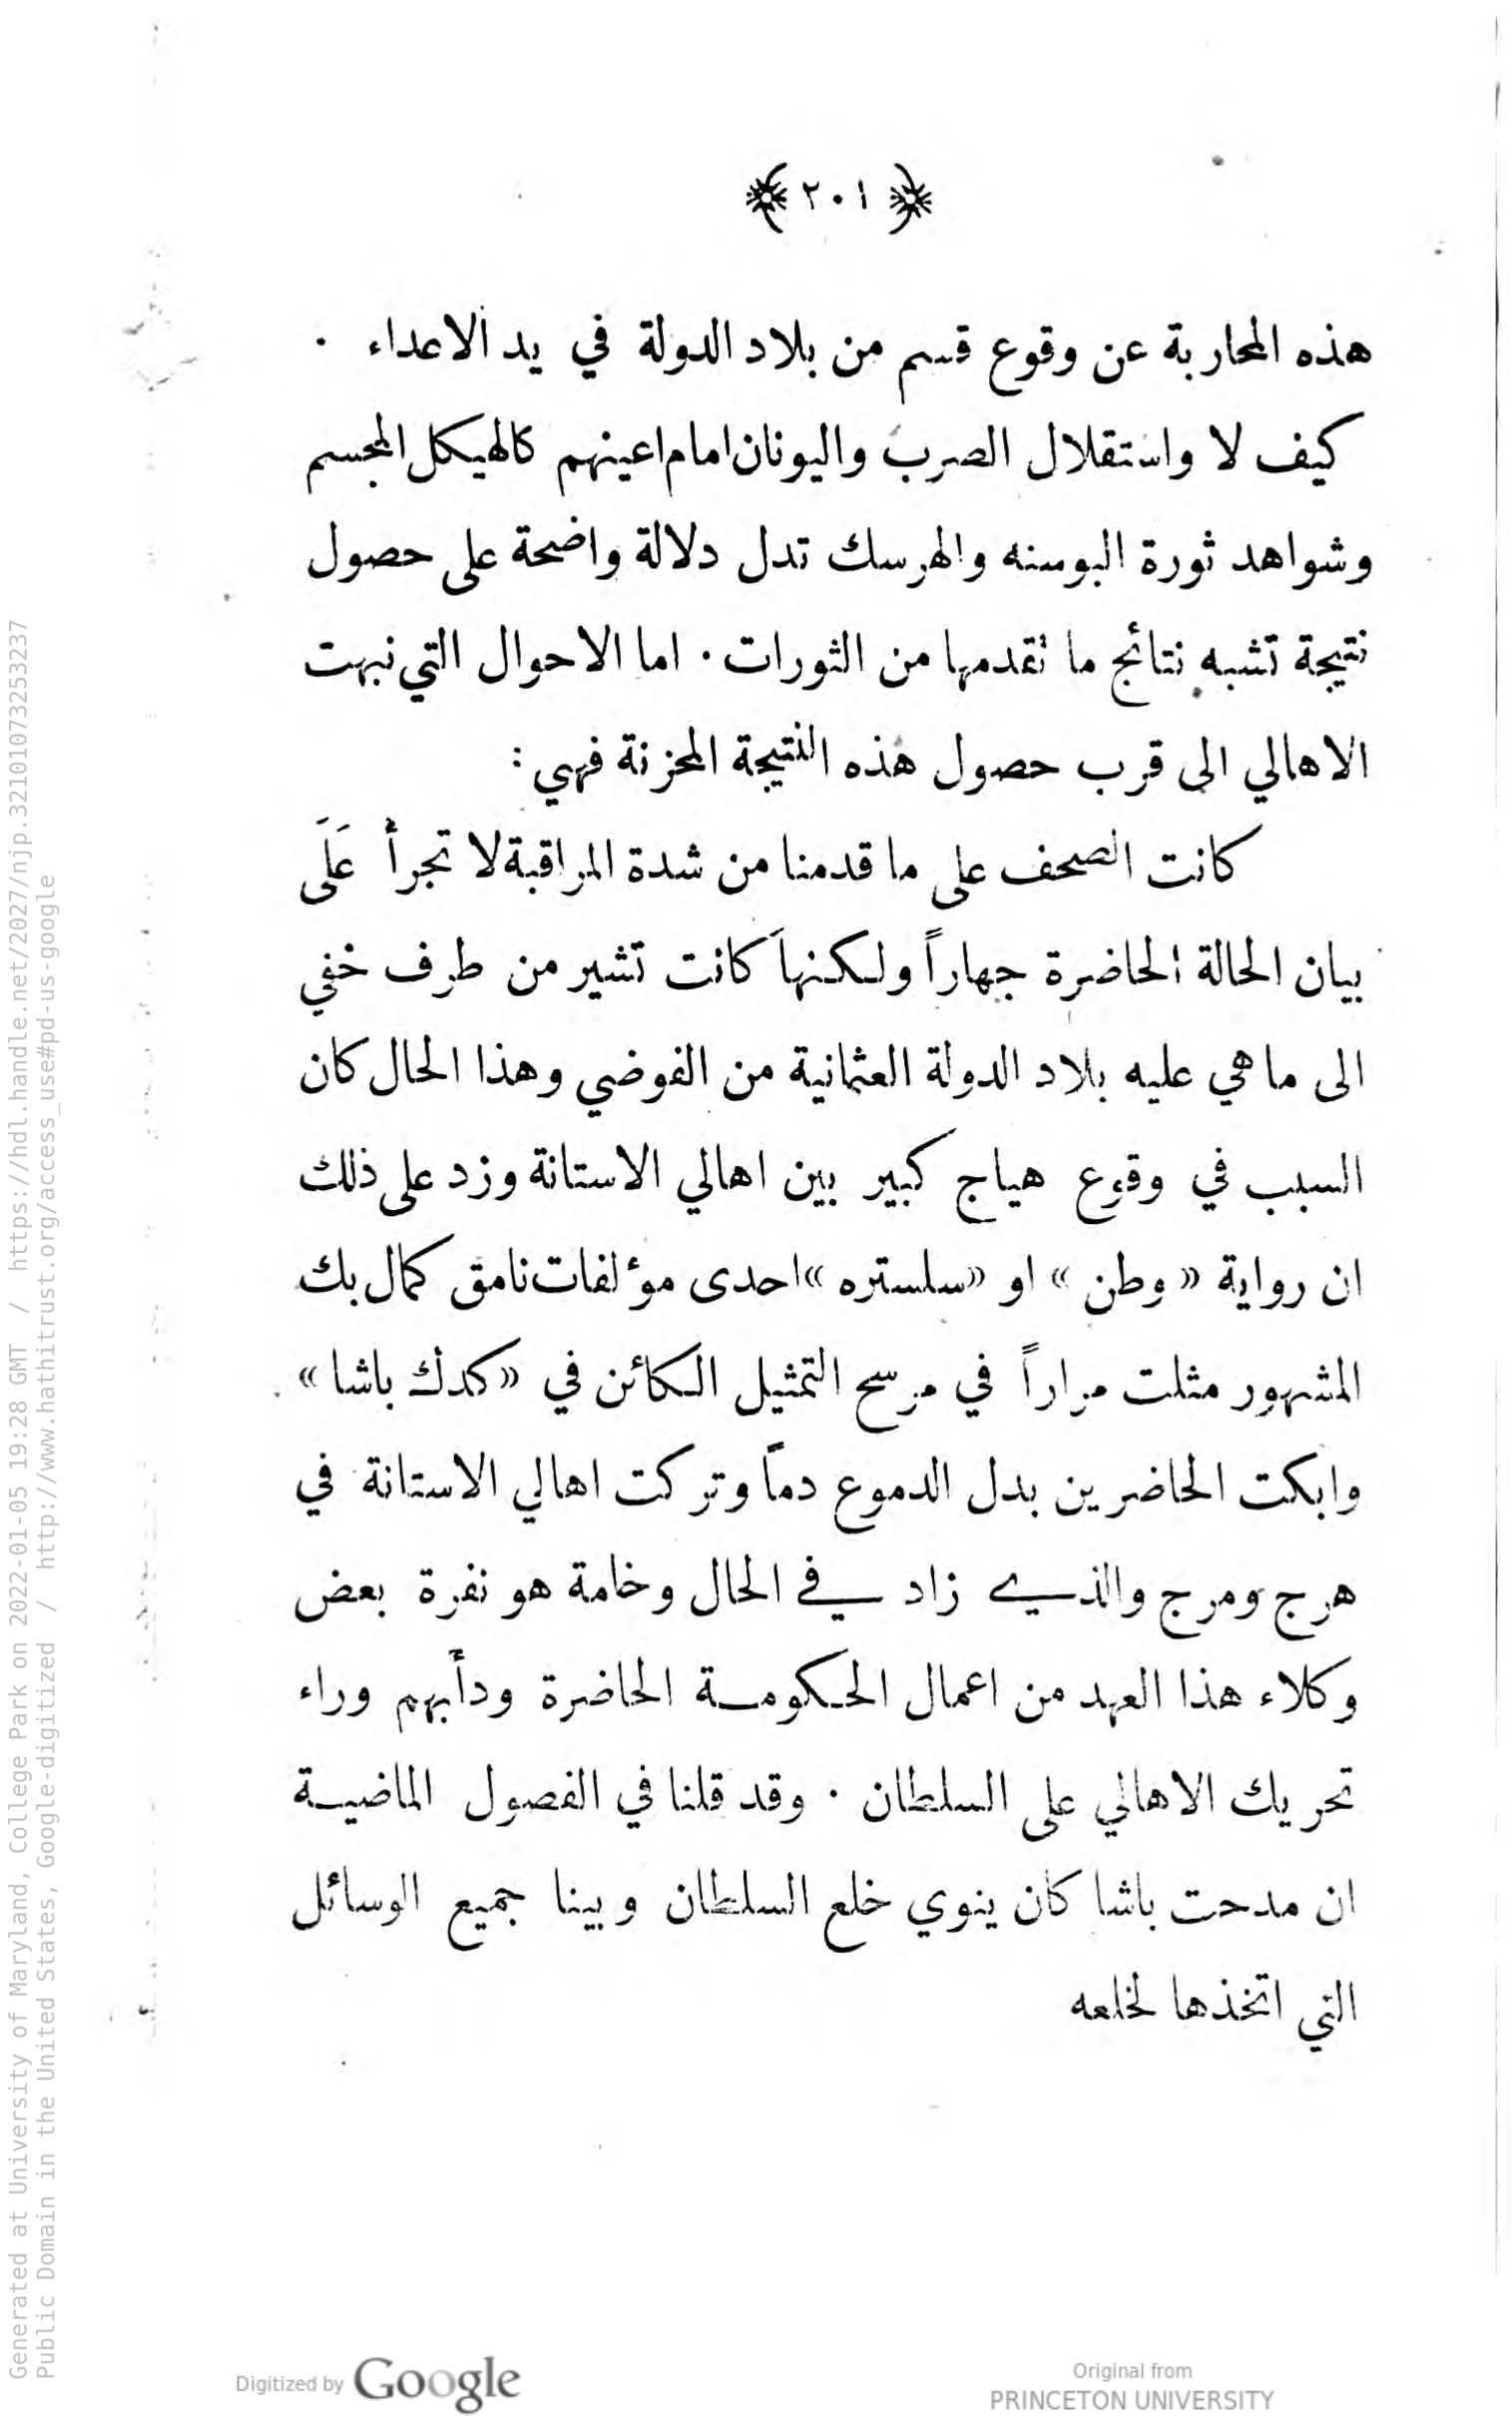 ﴿ ٢٠١ ﴾
هذه المحاربة عن وقوع قسم من بلاد الدولة في يد الاعداء ٠
كيف لا واستقلال الصرب واليونان امام اعينهم كالهيكل المجسم
وشواهد ثورة البوسنه والهرسك تدل دلالة واضحة على حصول
نتيجة تشبه نتائج ما تقدمها من الثورات ٠ اما الاحوال التي نبهت
الاهالي الى قرب حصول هذه النتيجة المحزنة فهي :
كانت الصحف على ما قدمنا من شدة المراقبة لا تجرأ عَلَى
بيان الحالة الحاضرة جهاراً ولكنها كانت تشير من طرف خفي
الى ما هي عليه بلاد الدولة العثمانية من الفوضي وهذا الحال كان
السبب في وقوع هياج كبير بين اهالي الاستانة وزد على ذلك
ان رواية « وطن » او « سلستره » احدى مؤلفات نامق كمال بك
المشهور مثلت مراراً في مرسح التمثيل الكائن في « كدك باشا »
وابكت الحاضرين بدل الدموع دماً وتركت اهالي الاستانة في
هرج ومرج والذي زاد في الحال وخامة هو نفرة بعض
وكلاء هذا العهد من اعمال الحكومة الحاضرة ودأبهم وراء
تحريك الاهالي على السلطان ٠ وقد قلنا في الفصول الماضية
ان مدحت باشا كان ينوي خلع السلطان وبينا جميع الوسائل
التي اتخذها لخلعه
Generated at University of Maryland, College Park on 2022-01-05 19:28 GMT / https://hdl.handle.net/2027/njp.32101073253237
Public Domain in the United States, Google-digitized / http://www.hathitrust.org/access_use#pd-us-google
Digitized by Google
Original from
PRINCETON UNIVERSITY